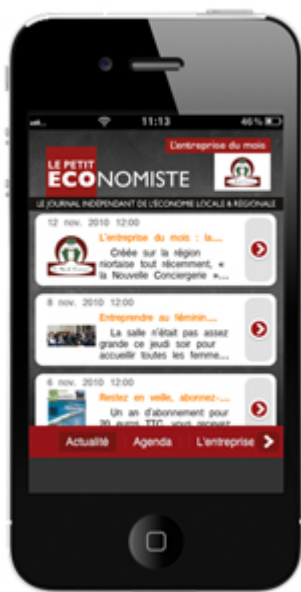 11:13 46%
L'entreprise du mois
LE PETIT
ECONOMISTE
LE JOURNAL INDÉPENDANT DE L'ÉCONOMIE LOCALE & RÉGIONALE
12 nov. 2010 12:00
L'entreprise du mois : la...
Créée sur la région
niortaise tout récemment, «
la Nouvelle Conciergerie »...
8 nov. 2010 12:00
Entreprendre au féminin...
La salle n'était pas assez
grande ce jeudi soir pour
accueillir toutes les femme...
6 nov. 2010 12:00
Restez en veille, abonnez-...
Un an d'abonnement pour
20 euros TTC, vous recevez
Actualité Agenda L'entreprise